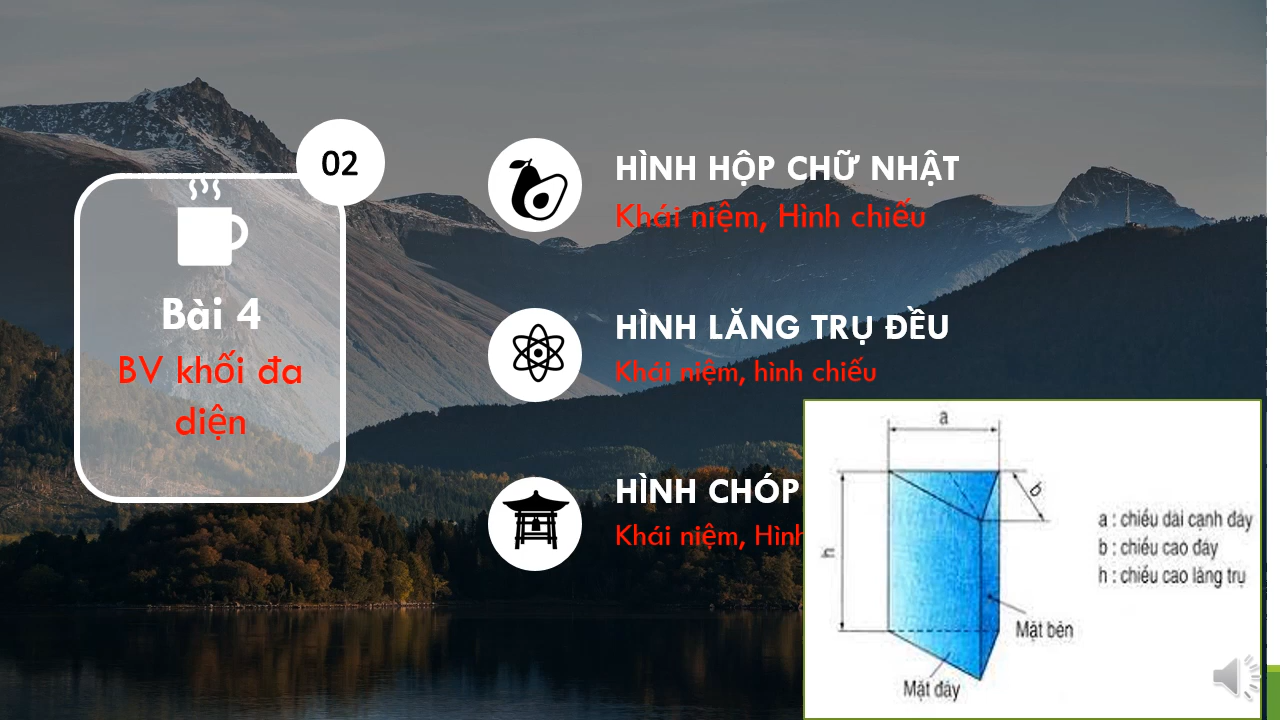 02
Bài 4
BV khối đa
diện
HÌNH HỘP CHỮ NHẬT
Khái niệm, Hình chiếu
HÌNH LĂNG TRỤ ĐỀU
Khái niệm, hình chiếu
HÌNH CHÓP
Khái niệm, Hình
a
b
h
a : chiều dài cạnh đáy
b : chiều cao đáy
h : chiều cao lăng trụ
Mặt bên
Mặt đáy